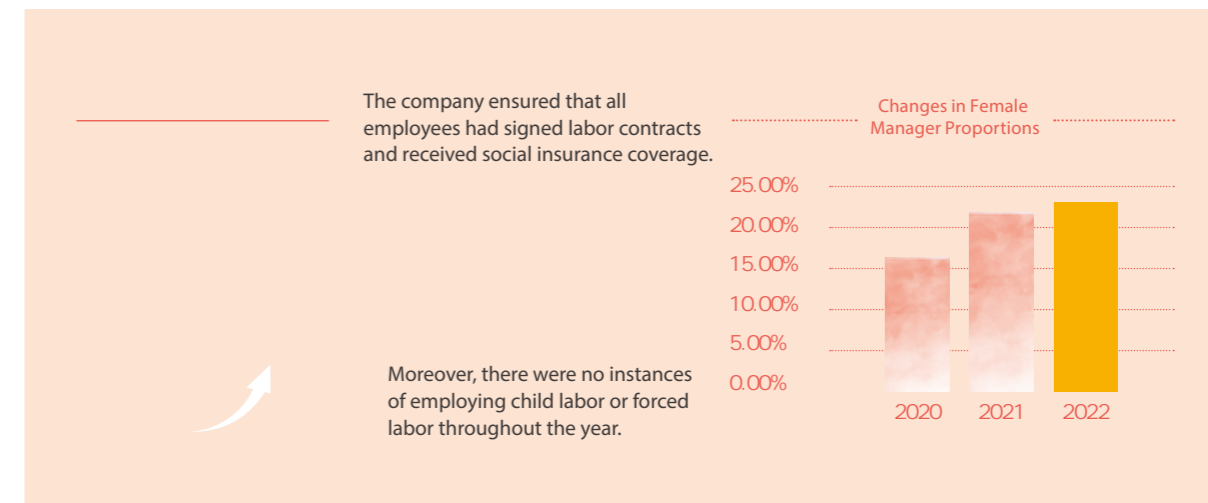 The company ensured that all
employees had signed labor contracts
and received social insurance coverage.
Moreover, there were no instances
of employing child labor or forced
labor throughout the year.
Changes in Female
Manager Proportions
25.00%
20.00%
15.00%
10.00%
5.00%
0.00%
2020 2021 2022